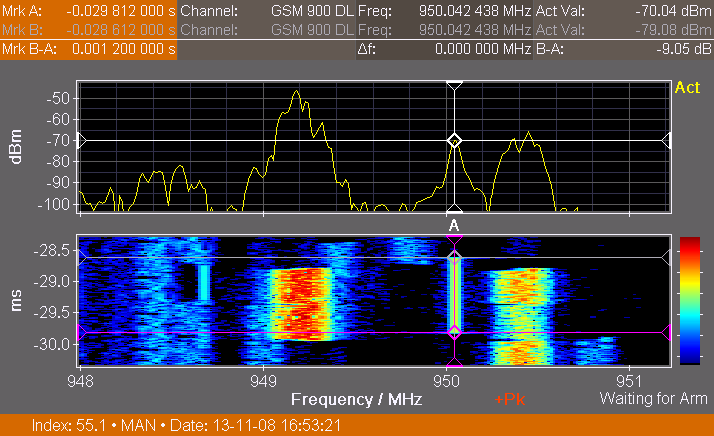 Mrk A: -0.029 812 000 s Channel: GSM 900 DL Freq: 950.042 438 MHz Act Val: -70.04 dBm
Mrk B: -0.028 612 000 s Channel: GSM 900 DL Freq: 950.042 438 MHz Act Val: -79.08 dBm
Mrk B-A: 0.001 200 000 s Δf: 0.000 000 MHz B-A: -9.05 dB
Act
dBm
-50
-60
-70
-80
-90
-100
A
ms
-28.5
-29.0
-29.5
-30.0
948 949 950 951
Frequency / MHz +Pk Waiting for Arm
Index: 55.1 • MAN • Date: 13-11-08 16:53:21